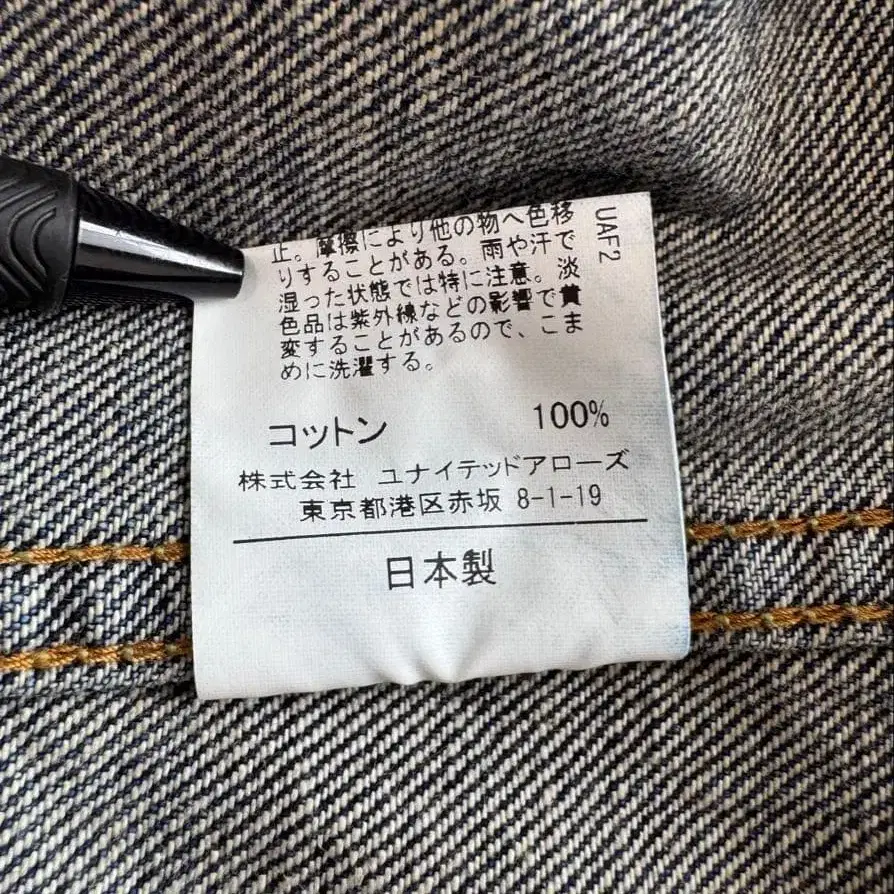 止。摩擦により他の物へ色移
りすることがある。雨や汗で
湿った状態では特に注意。淡
色品は紫外線などの影響で黄
変することがあるので、こま
めに洗濯する。
UAF2
コットン 100%
株式会社 ユナイテッドアローズ
東京都港区赤坂 8-1-19
日本製